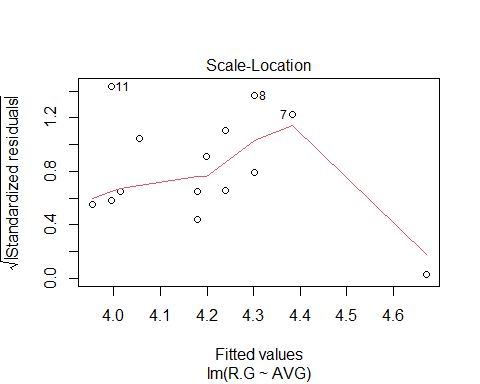 Scale-Location
√|Standardized residuals|
0.0 0.4 0.8 1.2
11
8
7
4.0 4.1 4.2 4.3 4.4 4.5 4.6
Fitted values
lm(R.G ~ AVG)